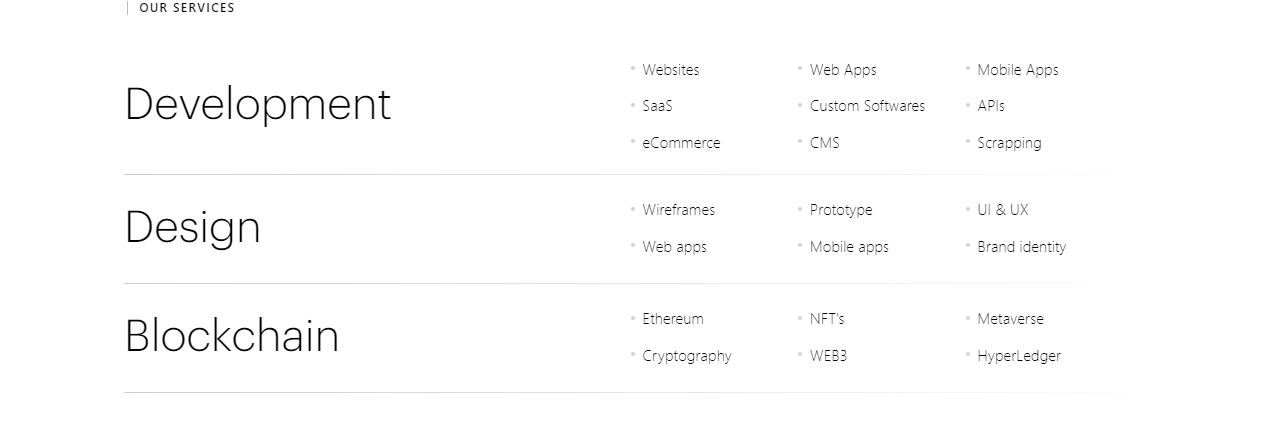 OUR SERVICES
Development
Websites
Web Apps
Mobile Apps
SaaS
Custom Softwares
APIs
eCommerce
CMS
Scrapping
Design
Wireframes
Prototype
UI & UX
Web apps
Mobile apps
Brand identity
Blockchain
Ethereum
NFT's
Metaverse
Cryptography
WEB3
HyperLedger